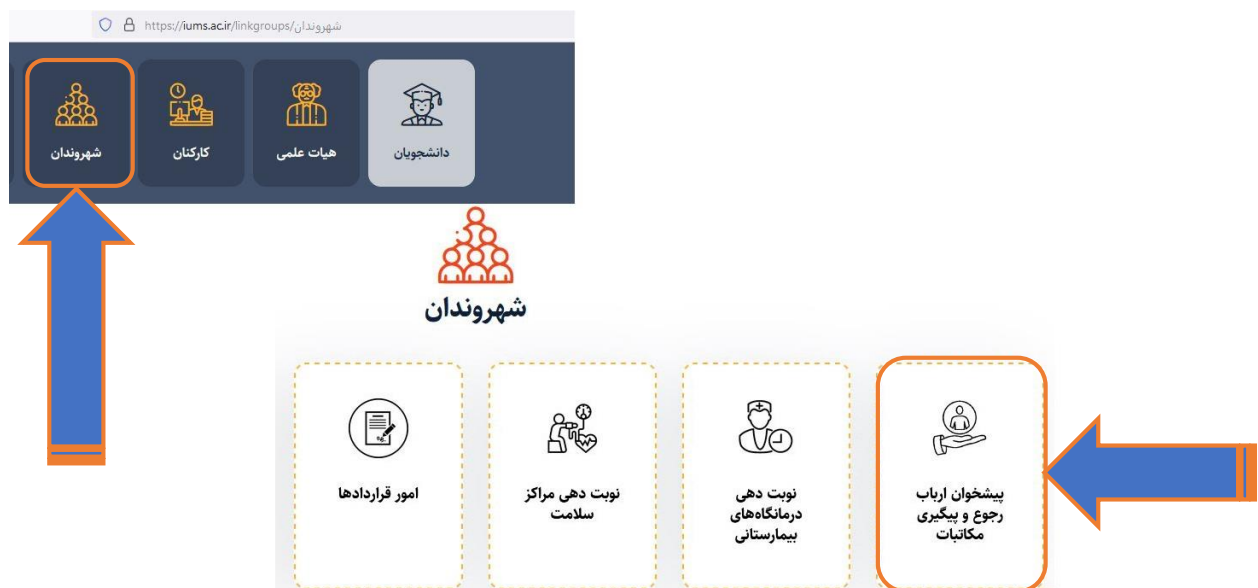 https://iums.ac.ir/linkgroups/شهروندان
دانشجویان
هیات علمی
کارکنان
شهروندان
شهروندان
پیشخوان ارباب
رجوع و پیگیری
مکاتبات
نوبت دهی
درمانگاه‌های
بیمارستانی
نوبت دهی مراکز
سلامت
امور قراردادها